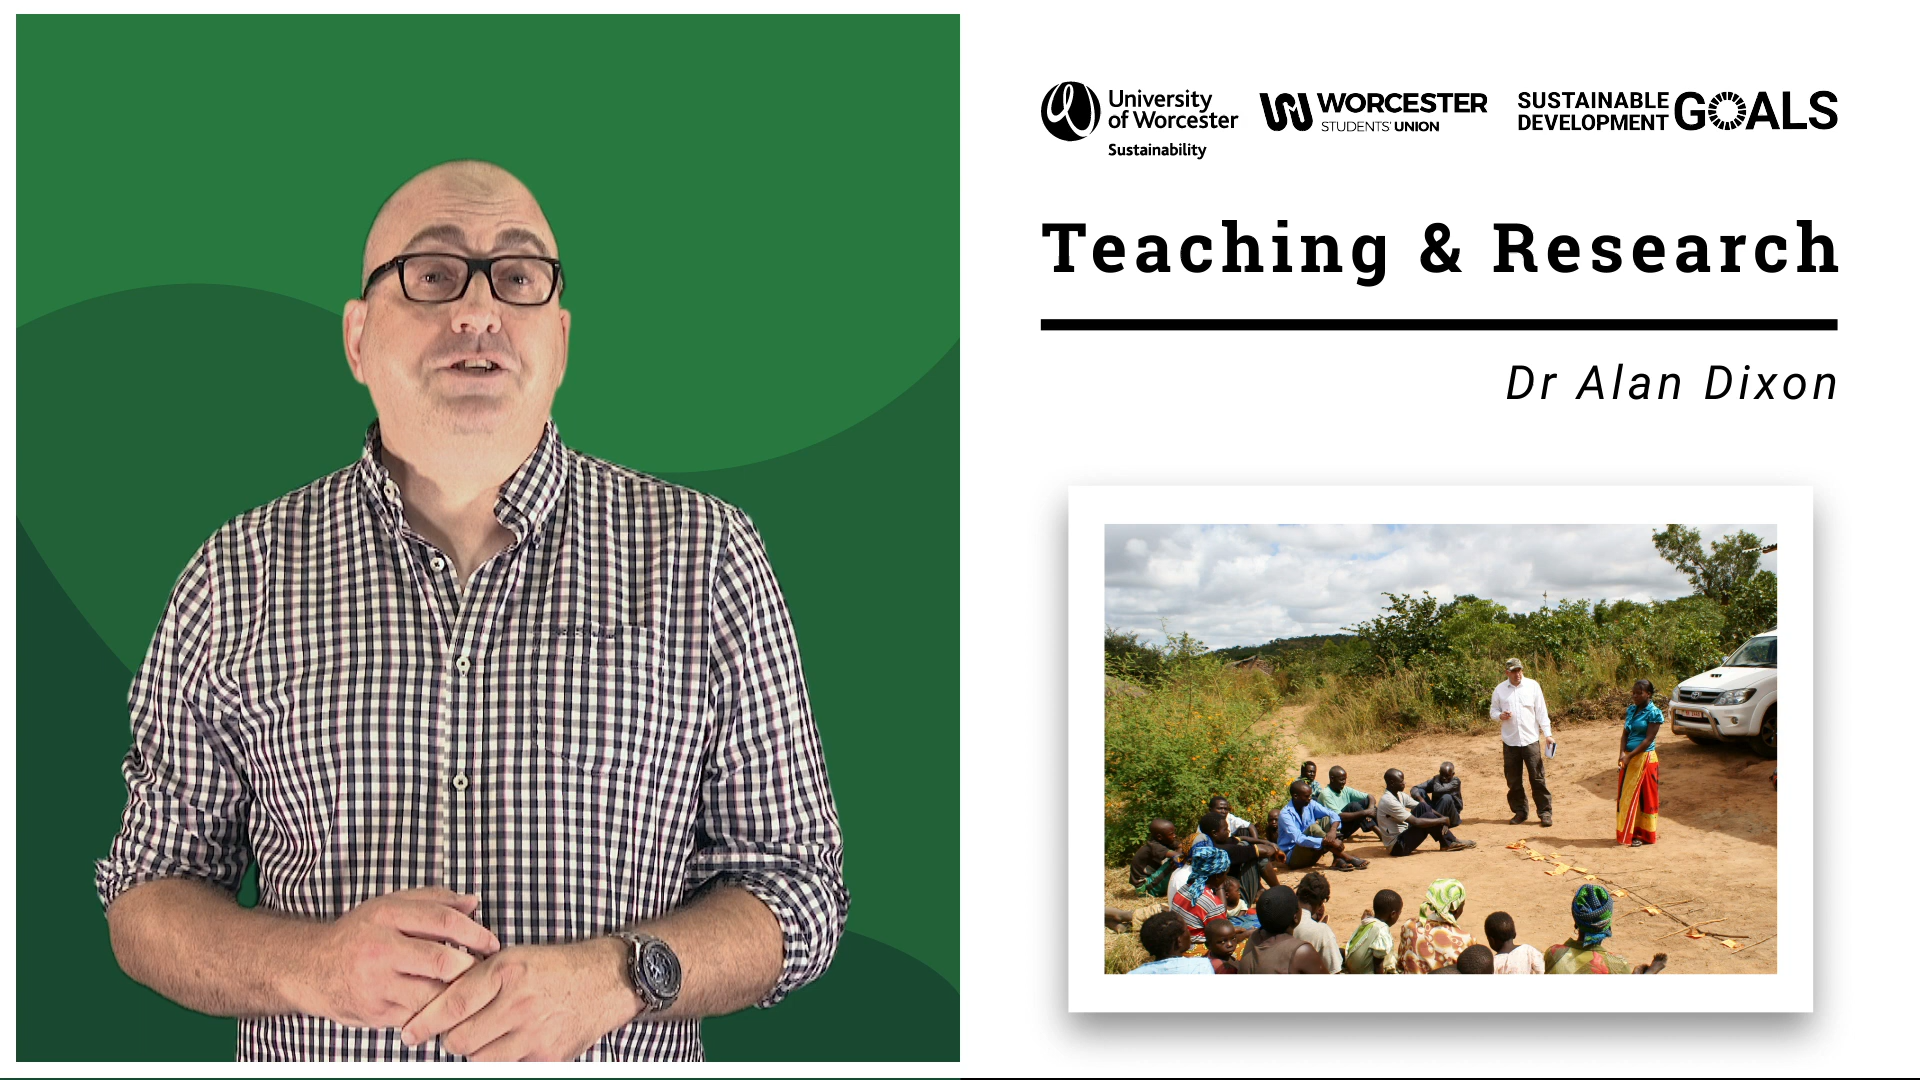 University
of Worcester
Sustainability
WORCESTER
STUDENTS' UNION
SUSTAINABLE
DEVELOPMENT
GOALS
Teaching & Research
Dr Alan Dixon